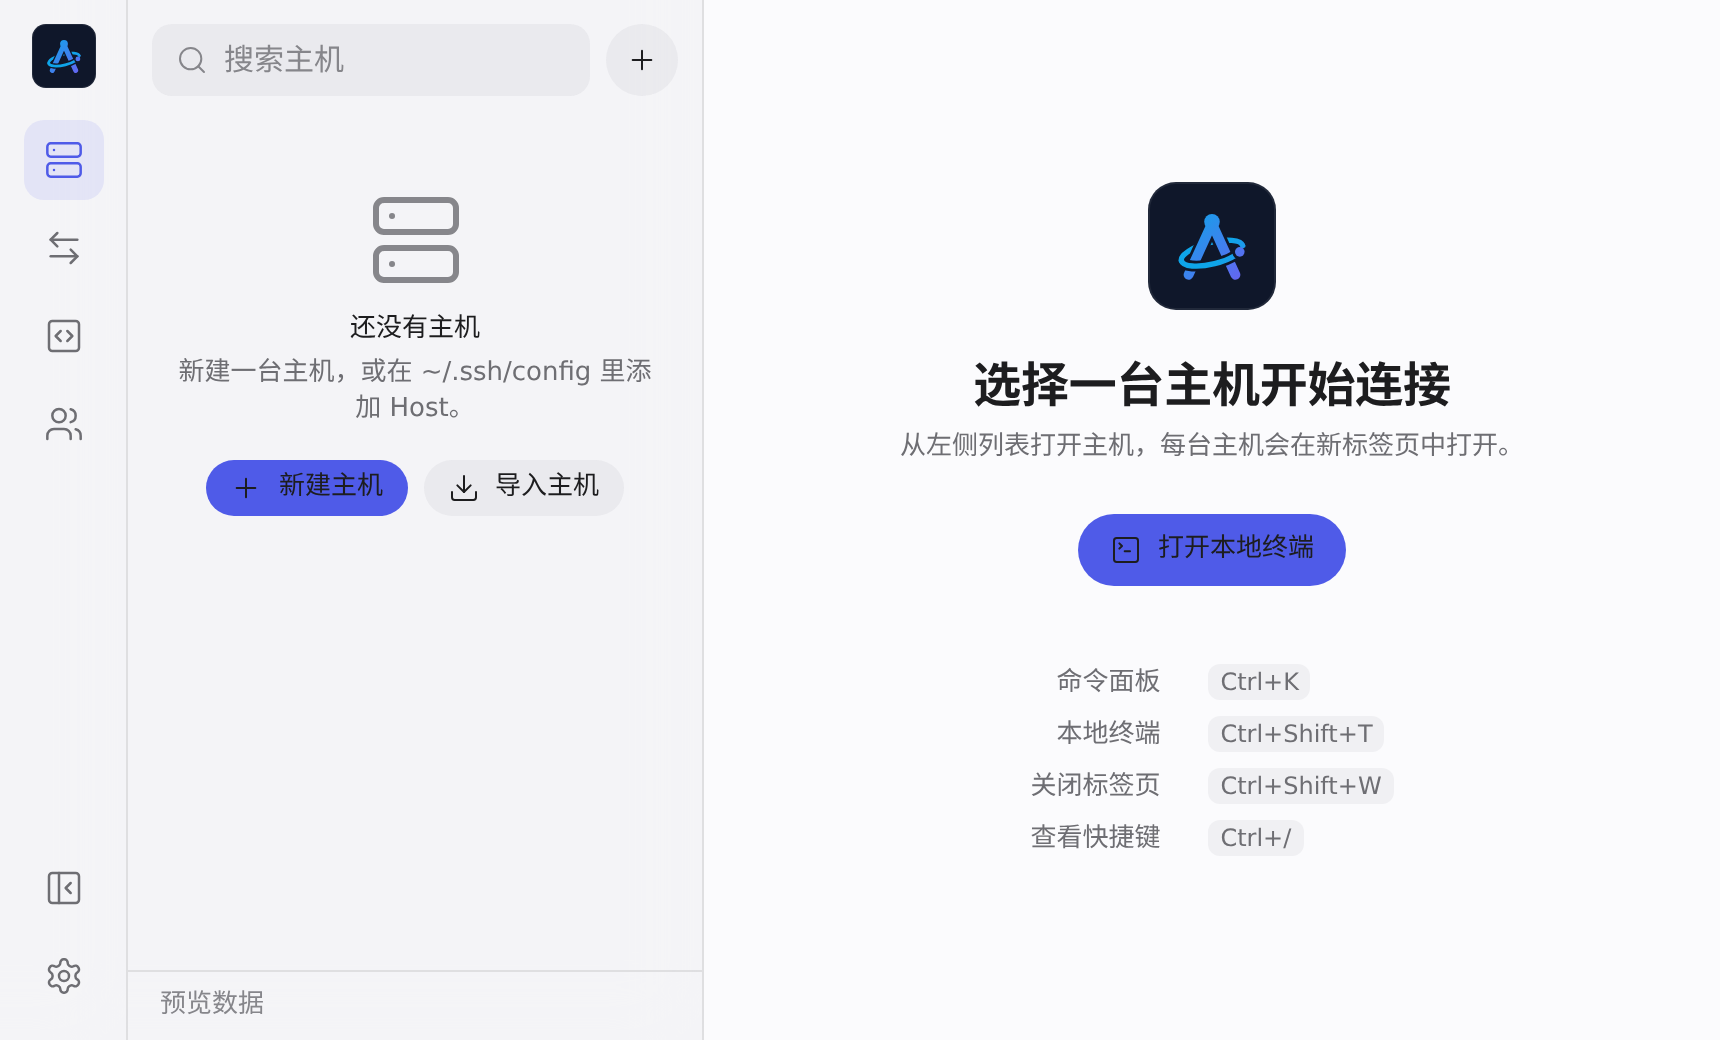 搜索主机
还没有主机
新建一台主机，或在 ~/.ssh/config 里添
加 Host。
新建主机
导入主机
预览数据
选择一台主机开始连接
从左侧列表打开主机，每台主机会在新标签页中打开。
打开本地终端
命令面板 Ctrl+K
本地终端 Ctrl+Shift+T
关闭标签页 Ctrl+Shift+W
查看快捷键 Ctrl+/